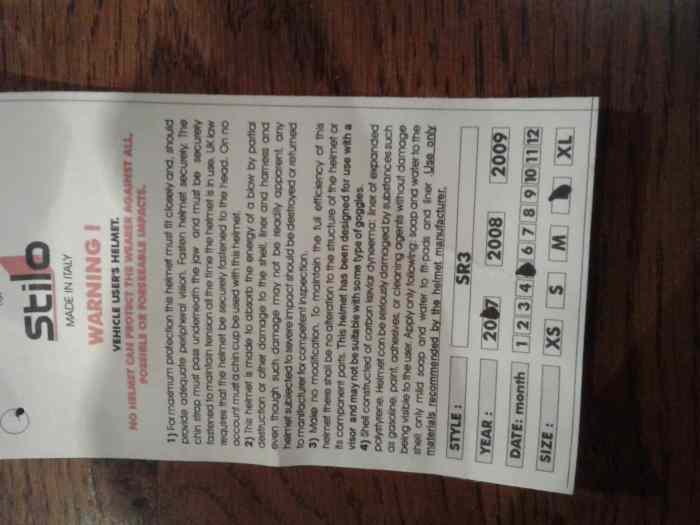 Stilo
MADE IN ITALY
WARNING !
VEHICLE USER'S HELMET.
NO HELMET CAN PROTECT THE WEARER AGAINST ALL,
POSSIBLE OR FORSEEABLE IMPACTS.
1) For maximum protection this helmet must fit closely and, should
provide adequate peripheral vision. Fasten helmet securely. The
chin strap must pass underneath the jaw and must be securely
fastened to maintain tension all the time the helmet is in use. UK law
requires that the helmet be securely fastened to the head. On no
account must a chin cup be used with this helmet.
2) This helmet is made to absorb the energy of a blow by partial
destruction or other damage to the shell, liner and harness and
even though such damage may not be readily apparent, any
helmet subjected to severe impact should be destroyed or returned
to manufacturer for competent inspection.
3) Make no modification. To maintain the full efficiency of this
helmet there shall be no alteration to the structure of the helmet or
its component parts. This helmet has been designed for use with a
visor and may not be suitable with some type of goggles.
4) Shell constructed of carbon kevlar dyneema; liner of expanded
polystyrene. Helmet can be seriously damaged by substances such
as gasoline, paint, adhesives, or cleaning agents without damage
being visible to the user. Apply only following: soap and water to the
shell only mild soap and water to fit-pads and liner. Use only
materials recommended by the helmet manufacturer.
STYLE : SR3
YEAR : 2007 2008 2009
DATE: month 1 2 3 4 6 7 8 9 10 11 12
SIZE : XS S M XL